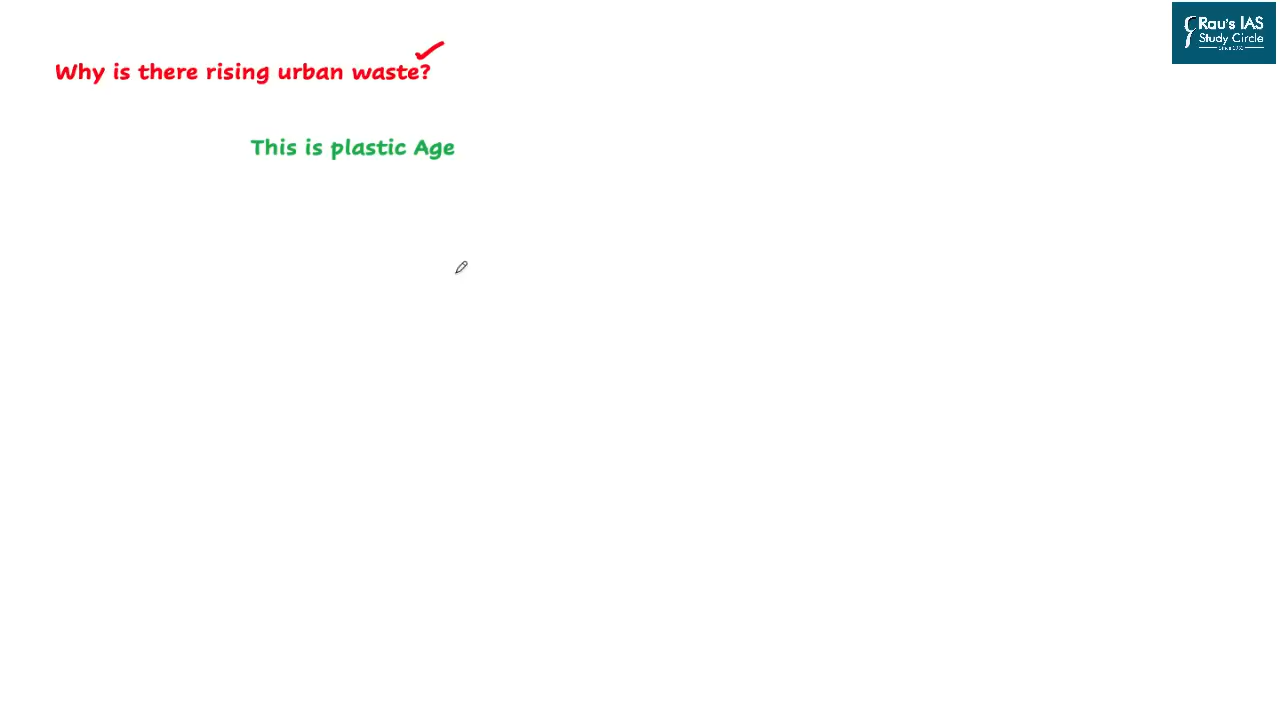 Rau's IAS
Study Circle
Why is there rising urban waste?
This is plastic Age